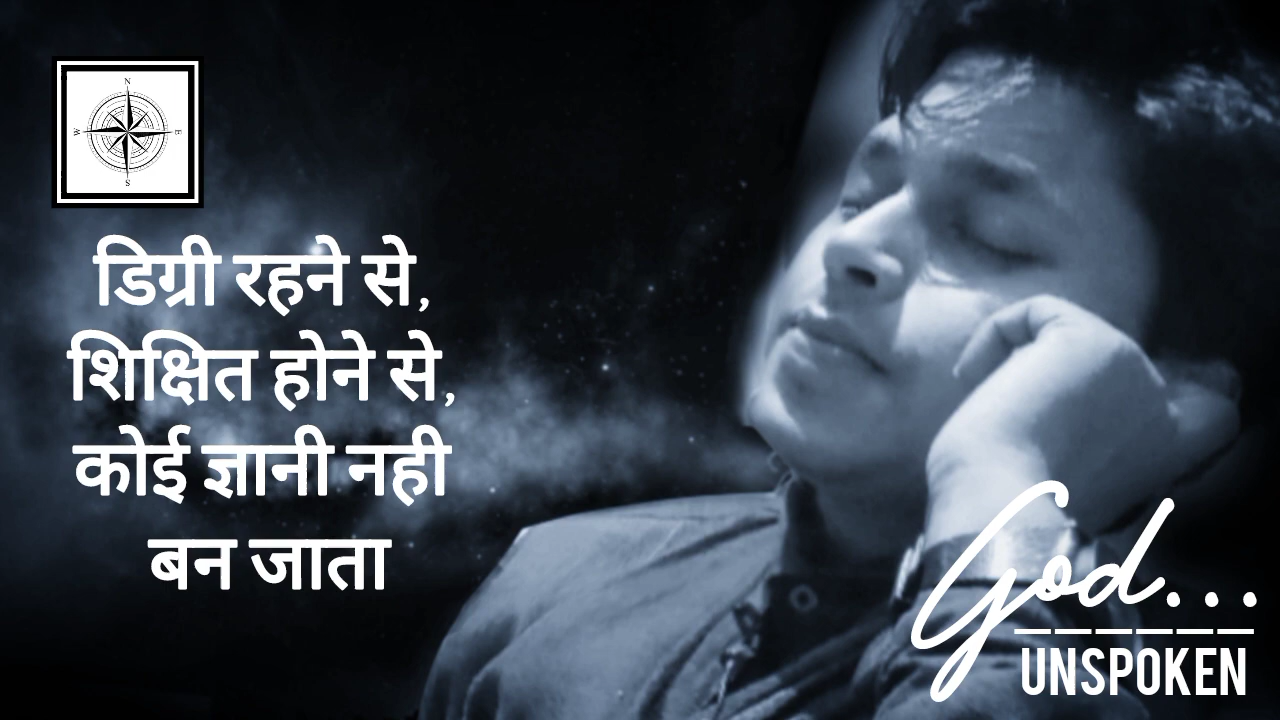 N
W E
S
डिग्री रहने से,
शिक्षित होने से,
कोई ज्ञानी नही
बन जाता
God...
UNSPOKEN